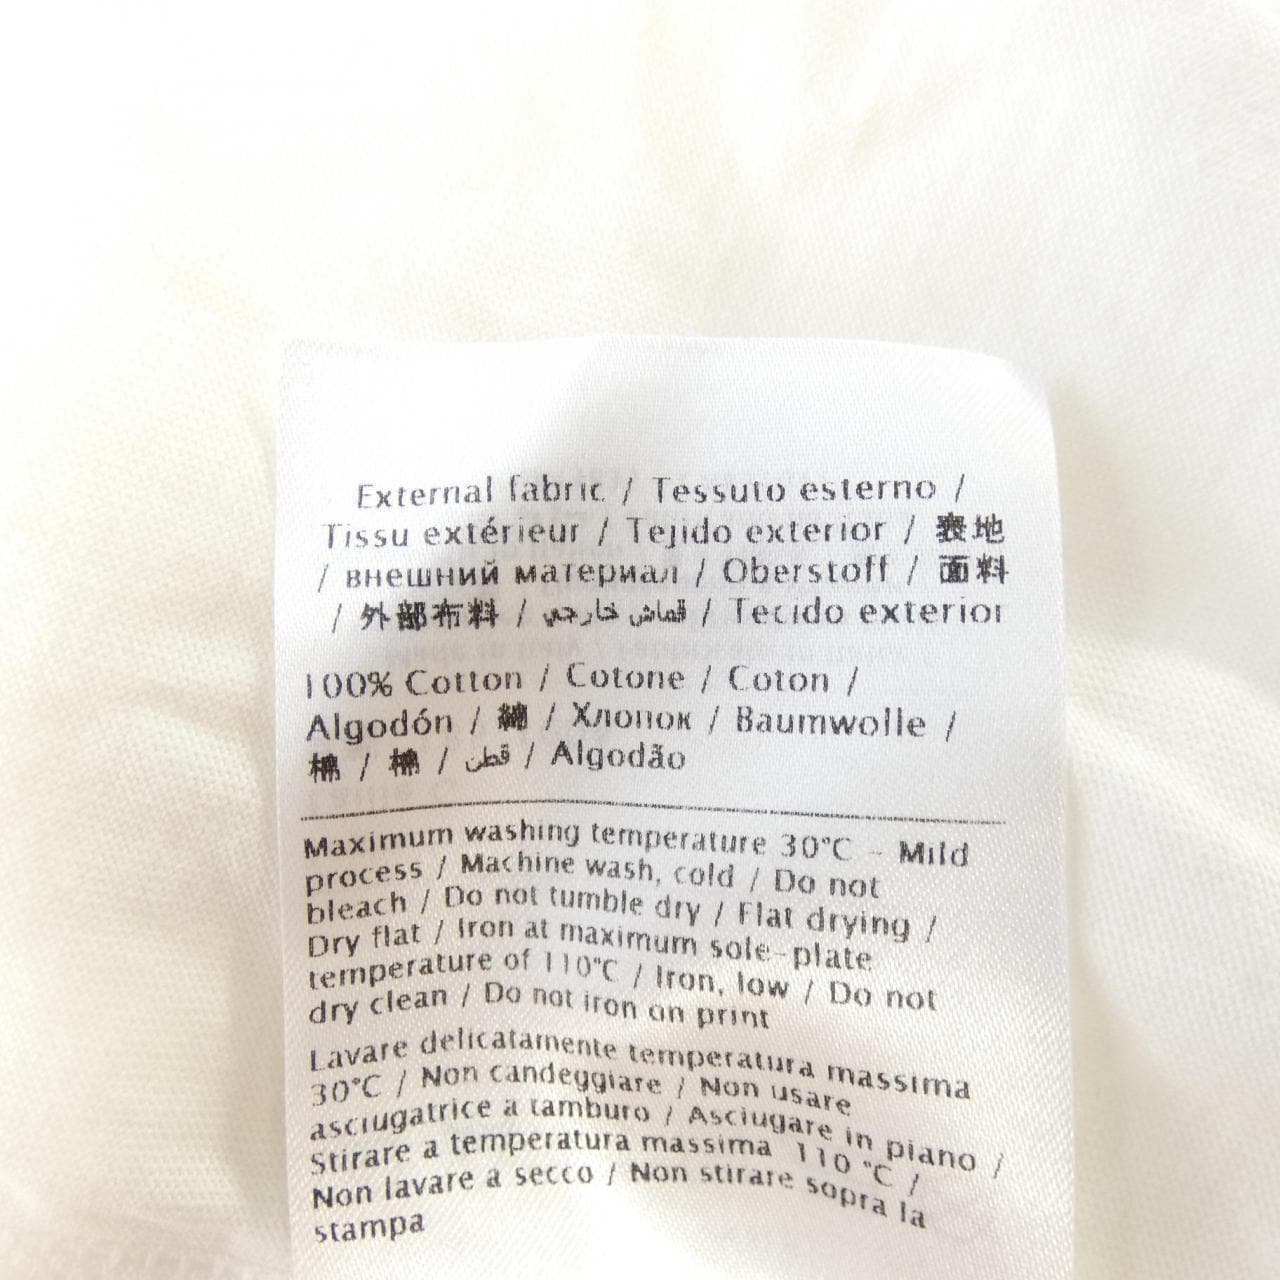 External fabric / Tessuto esterno /
Tissu extérieur / Tejido exterior / 表地
/ внешний материал / Oberstoff / 面料
/ 外部布料 / قماش خارجي / Tecido exterior
100% Cotton / Cotone / Coton /
Algodón / 綿 / Хлопок / Baumwolle /
棉 / 棉 / قطن / Algodão
Maximum washing temperature 30°C - Mild
process / Machine wash, cold / Do not
bleach / Do not tumble dry / Flat drying /
Dry flat / Iron at maximum sole-plate
temperature of 110°C / Iron, low / Do not
dry clean / Do not iron on print
Lavare delicatamente temperatura massima
30°C / Non candeggiare / Non usare
asciugatrice a tamburo / Asciugare in piano /
Stirare a temperatura massima 110 °C /
Non lavare a secco / Non stirare sopra la
stampa